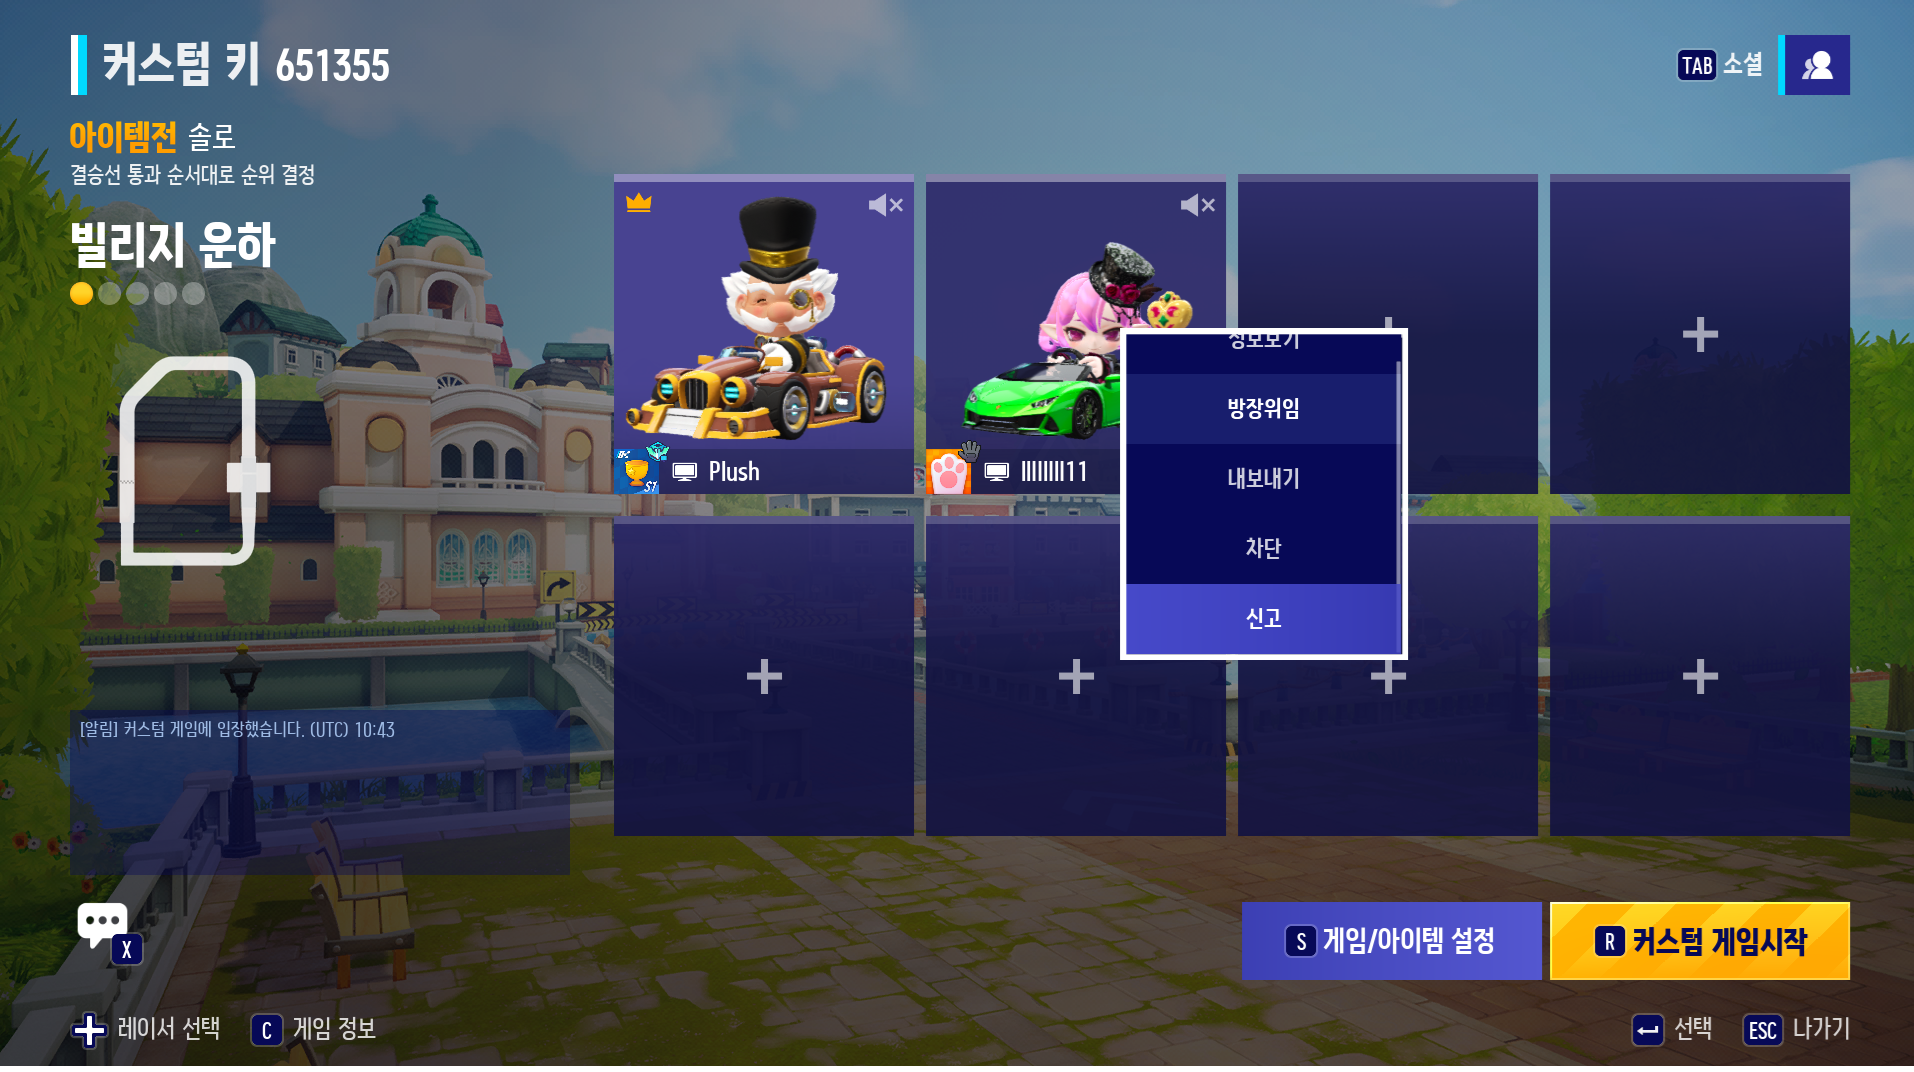 커스텀 키 651355
TAB 소셜
아이템전 솔로
결승선 통과 순서대로 순위 결정
빌리지 운하
Plush
정보보기
방장위임
내보내기
차단
신고
[알림] 커스텀 게임에 입장했습니다. (UTC) 10:43
X
S 게임/아이템 설정
R 커스텀 게임시작
레이서 선택
C 게임 정보
선택
ESC 나가기